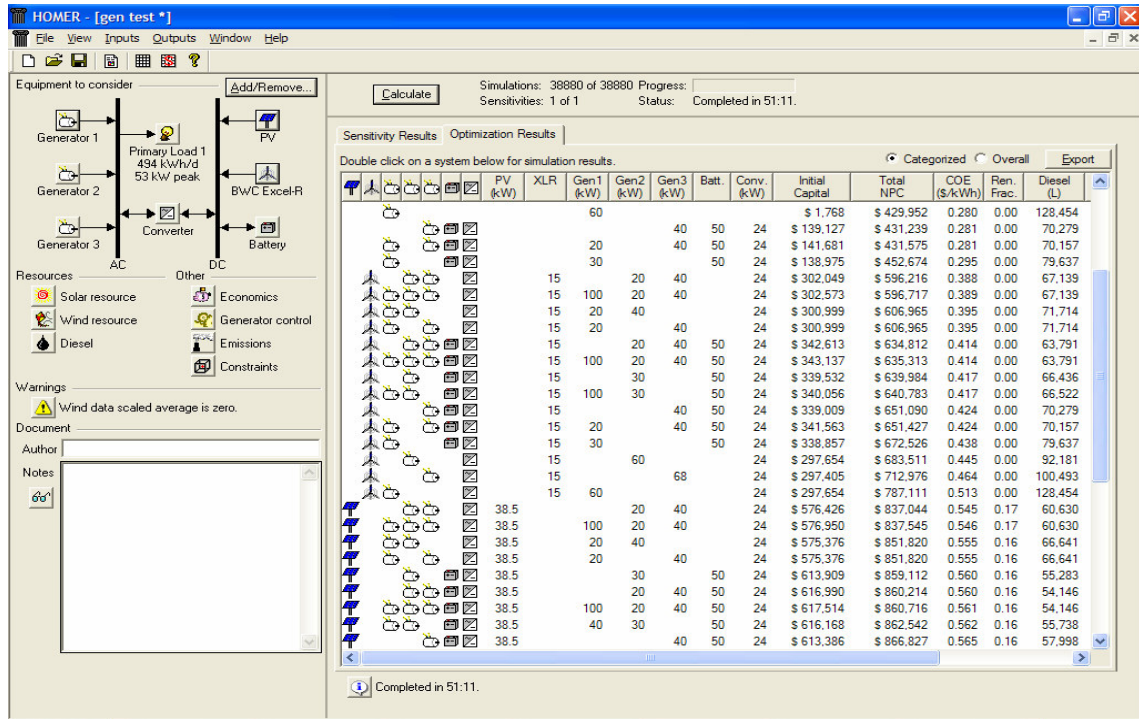 HOMER - [gen test *]
File View Inputs Outputs Window Help
Equipment to consider
Add/Remove...
Generator 1
Primary Load 1
494 kWh/d
53 kW peak
PV
Generator 2
BWC Excel-R
Converter
Generator 3
Battery
AC DC
Resources Other
Solar resource Economics
Wind resource Generator control
Diesel Emissions
Constraints
Warnings
Wind data scaled average is zero.
Document
Author
Notes
Calculate
Simulations: 38880 of 38880 Progress:
Sensitivities: 1 of 1 Status: Completed in 51:11.
Sensitivity Results Optimization Results
Double click on a system below for simulation results.
Categorized Overall Export
PV (kW) XLR Gen1 (kW) Gen2 (kW) Gen3 (kW) Batt. Conv. (kW) Initial Capital Total NPC COE ($/kWh) Ren. Frac. Diesel (L)
60 $ 1,768 $ 429,952 0.280 0.00 128,454
40 50 24 $ 139,127 $ 431,239 0.281 0.00 70,279
20 40 50 24 $ 141,681 $ 431,575 0.281 0.00 70,157
30 50 24 $ 138,975 $ 452,674 0.295 0.00 79,637
15 20 40 24 $ 302,049 $ 596,216 0.388 0.00 67,139
15 100 20 40 24 $ 302,573 $ 596,717 0.389 0.00 67,139
15 20 40 24 $ 300,999 $ 606,965 0.395 0.00 71,714
15 20 40 24 $ 300,999 $ 606,965 0.395 0.00 71,714
15 20 40 50 24 $ 342,613 $ 634,812 0.414 0.00 63,791
15 100 20 40 50 24 $ 343,137 $ 635,313 0.414 0.00 63,791
15 30 50 24 $ 339,532 $ 639,984 0.417 0.00 66,436
15 100 30 50 24 $ 340,056 $ 640,783 0.417 0.00 66,522
15 40 50 24 $ 339,009 $ 651,090 0.424 0.00 70,279
15 20 40 50 24 $ 341,563 $ 651,427 0.424 0.00 70,157
15 30 50 24 $ 338,857 $ 672,526 0.438 0.00 79,637
15 60 24 $ 297,654 $ 683,511 0.445 0.00 92,181
15 68 24 $ 297,405 $ 712,976 0.464 0.00 100,493
15 60 24 $ 297,654 $ 787,111 0.513 0.00 128,454
38.5 20 40 24 $ 576,426 $ 837,044 0.545 0.17 60,630
38.5 100 20 40 24 $ 576,950 $ 837,545 0.546 0.17 60,630
38.5 20 40 24 $ 575,376 $ 851,820 0.555 0.16 66,641
38.5 20 40 24 $ 575,376 $ 851,820 0.555 0.16 66,641
38.5 30 50 24 $ 613,909 $ 859,112 0.560 0.16 55,283
38.5 20 40 50 24 $ 616,990 $ 860,214 0.560 0.16 54,146
38.5 100 20 40 50 24 $ 617,514 $ 860,716 0.561 0.16 54,146
38.5 40 30 50 24 $ 616,168 $ 862,542 0.562 0.16 55,738
38.5 40 50 24 $ 613,386 $ 866,827 0.565 0.16 57,998
Completed in 51:11.